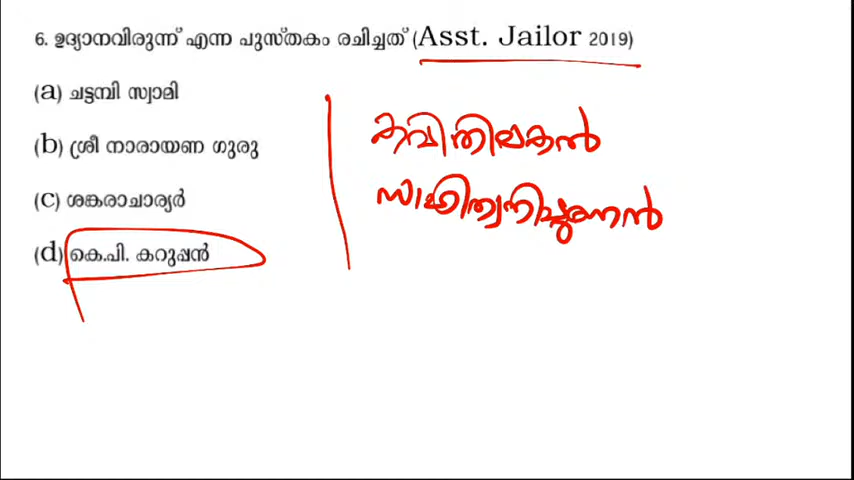 6. ഉദ്യാനവിരുന്ന് എന്ന പുസ്തകം രചിച്ചത് (Asst. Jailor 2019)
(a) ചട്ടമ്പി സ്വാമി
(b) ശ്രീ നാരായണ ഗുരു
(c) ശങ്കരാചാര്യർ
(d) കെ.പി. കറുപ്പൻ
കവിതിലകൻ
സാഹിത്യനിപുണൻ